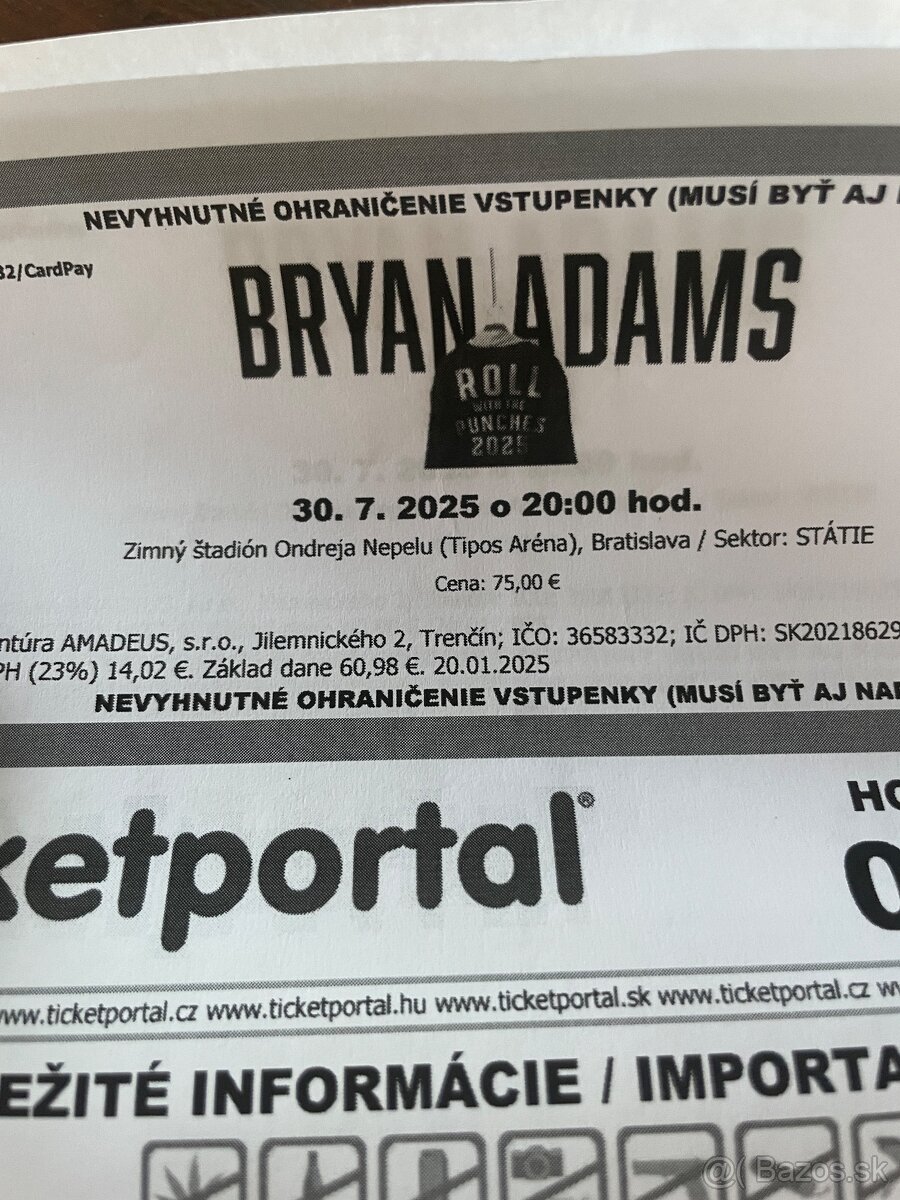 NEVYHNUTNÉ OHRANIČENIE VSTUPENKY (MUSÍ BYŤ AJ
32/CardPay
BRYAN ADAMS
ROLL
WITH THE
PUNCHES
2025
30. 7. 2025 o 20:00 hod.
Zimný štadión Ondreja Nepelu (Tipos Aréna), Bratislava / Sektor: STÁTIE
Cena: 75,00 €
ntúra AMADEUS, s.r.o., Jilemnického 2, Trenčín; IČO: 36583332; IČ DPH: SK20218629
PH (23%) 14,02 €. Základ dane 60,98 €. 20.01.2025
NEVYHNUTNÉ OHRANIČENIE VSTUPENKY (MUSÍ BYŤ AJ NA
ketportal®
HO
0
www.ticketportal.cz www.ticketportal.hu www.ticketportal.sk www.ticketportal.cz w
EŽITÉ INFORMÁCIE / IMPORTA
@( Bazos.sk